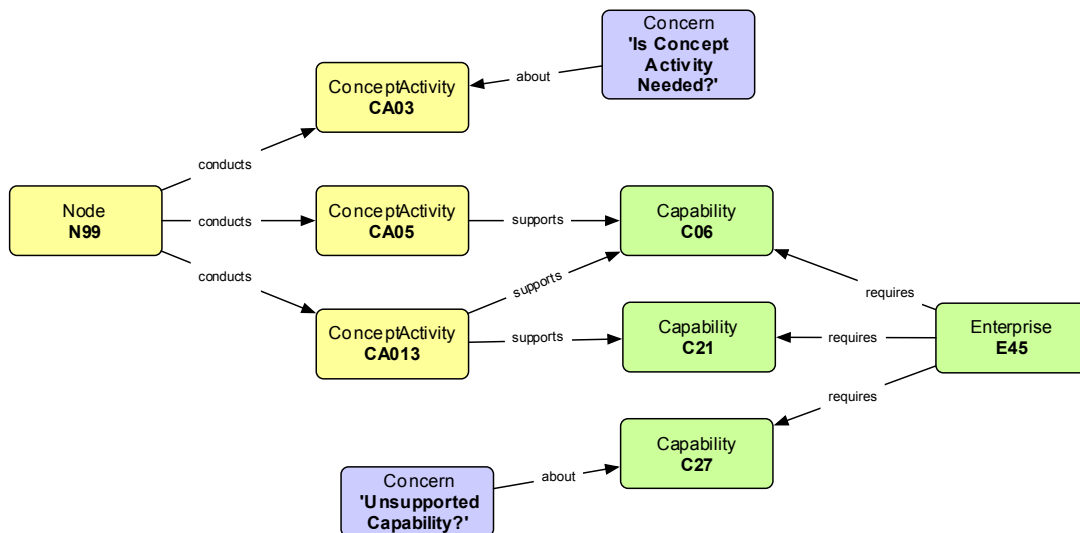 Concern
'Is Concept
Activity
Needed?'
about
ConceptActivity
CA03
conducts
Node
N99
conducts
ConceptActivity
CA05
supports
Capability
C06
conducts
supports
requires
ConceptActivity
CA013
supports
Capability
C21
requires
Enterprise
E45
requires
Capability
C27
about
Concern
'Unsupported
Capability?'